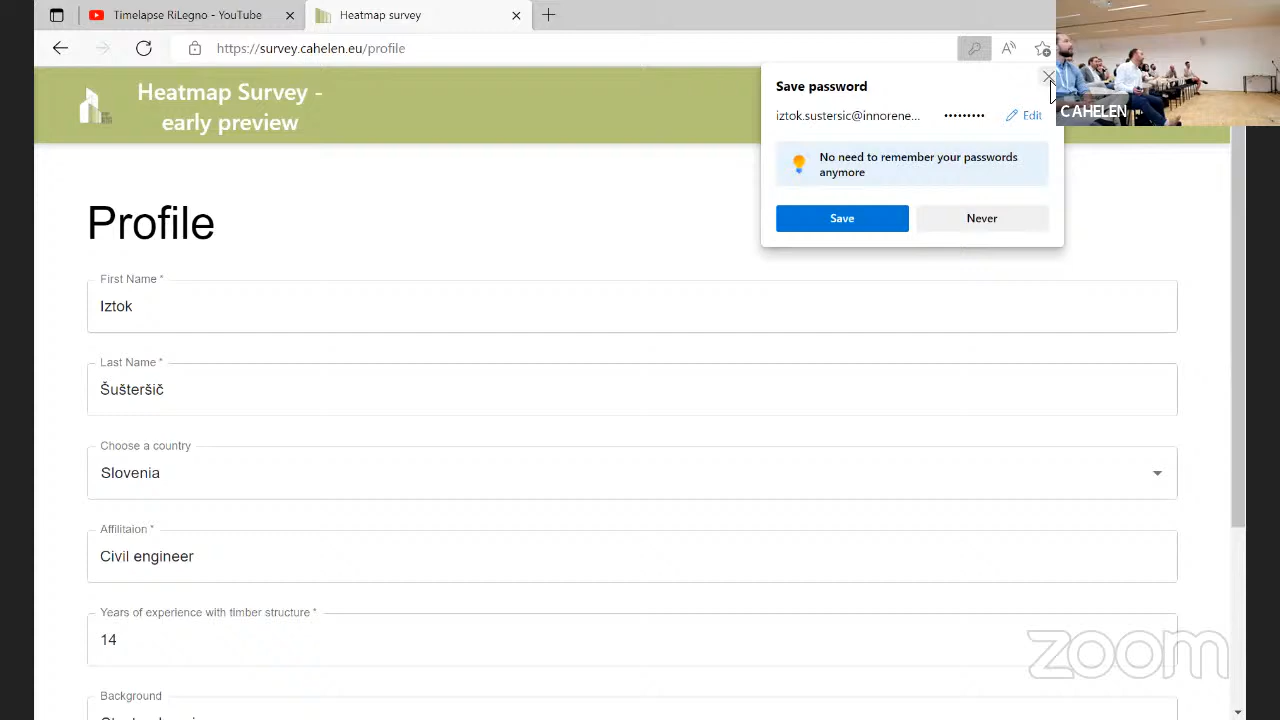 Timelapse RiLegno - YouTube
Heatmap survey
https://survey.cahelen.eu/profile
Heatmap Survey -
early preview
Save password
iztok.sustersic@innorene... ••••••••• Edit
No need to remember your passwords
anymore
Save
Never
CAHELEN
Profile
First Name *
Iztok
Last Name *
Šušteršič
Choose a country
Slovenia
Affilitaion *
Civil engineer
Years of experience with timber structure *
14
Background
zoom